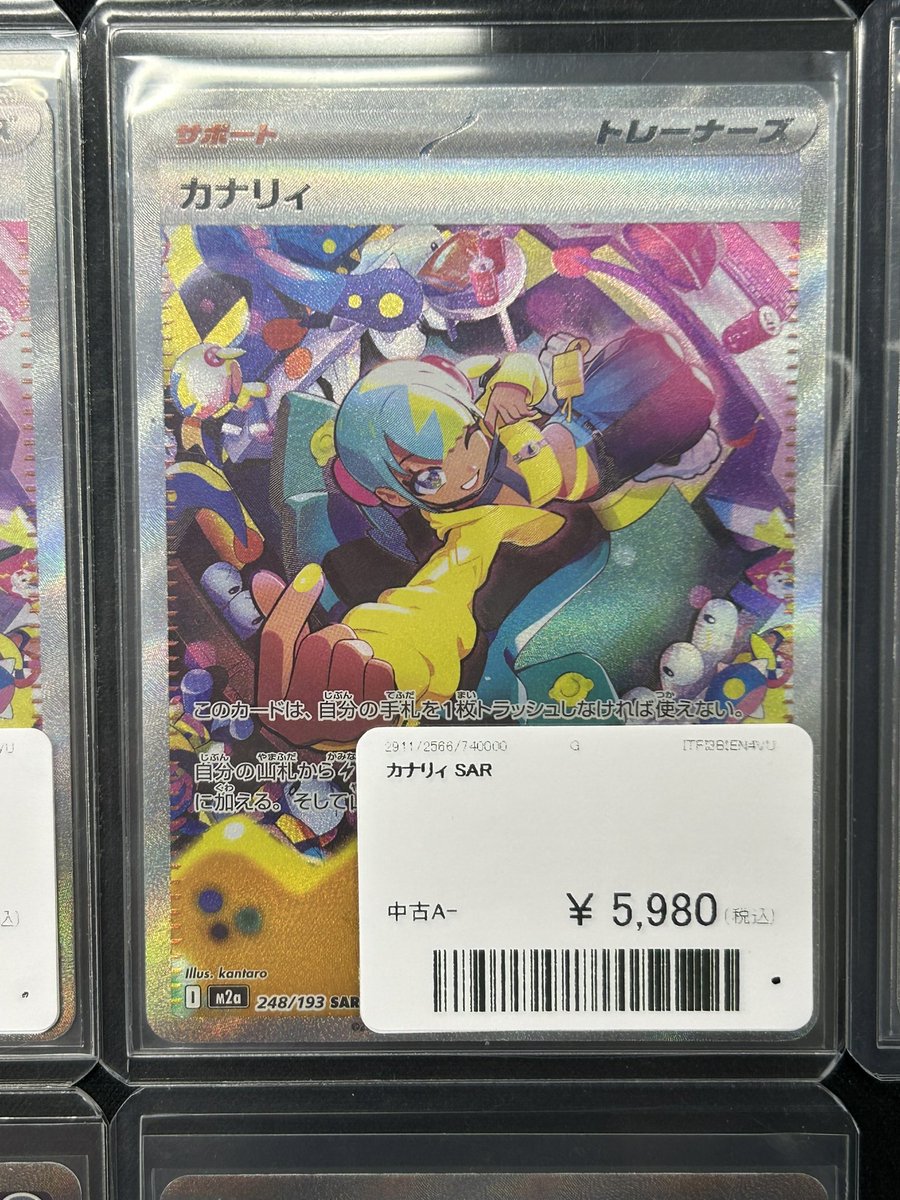 サポート トレーナーズ
カナリィ
このカードは、自分の手札を1枚トラッシュしなければ使えない。
自分の山札から
に加える。そして
2911/2566/740000 G
カナリィ SAR
中古A- ¥ 5,980(税込)
Illus. kantaro
I m2a 248/193 SAR